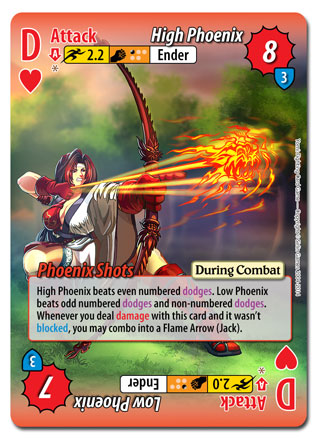 D Attack High Phoenix
* 2.2 Ender 8
3
Phoenix Shots During Combat
High Phoenix beats even numbered dodges. Low Phoenix
beats odd numbered dodges and non-numbered dodges.
Whenever you deal damage with this card and it wasn't
blocked, you may combo into a Flame Arrow (Jack).
3
7 Ender 2.0 *
Low Phoenix Attack D